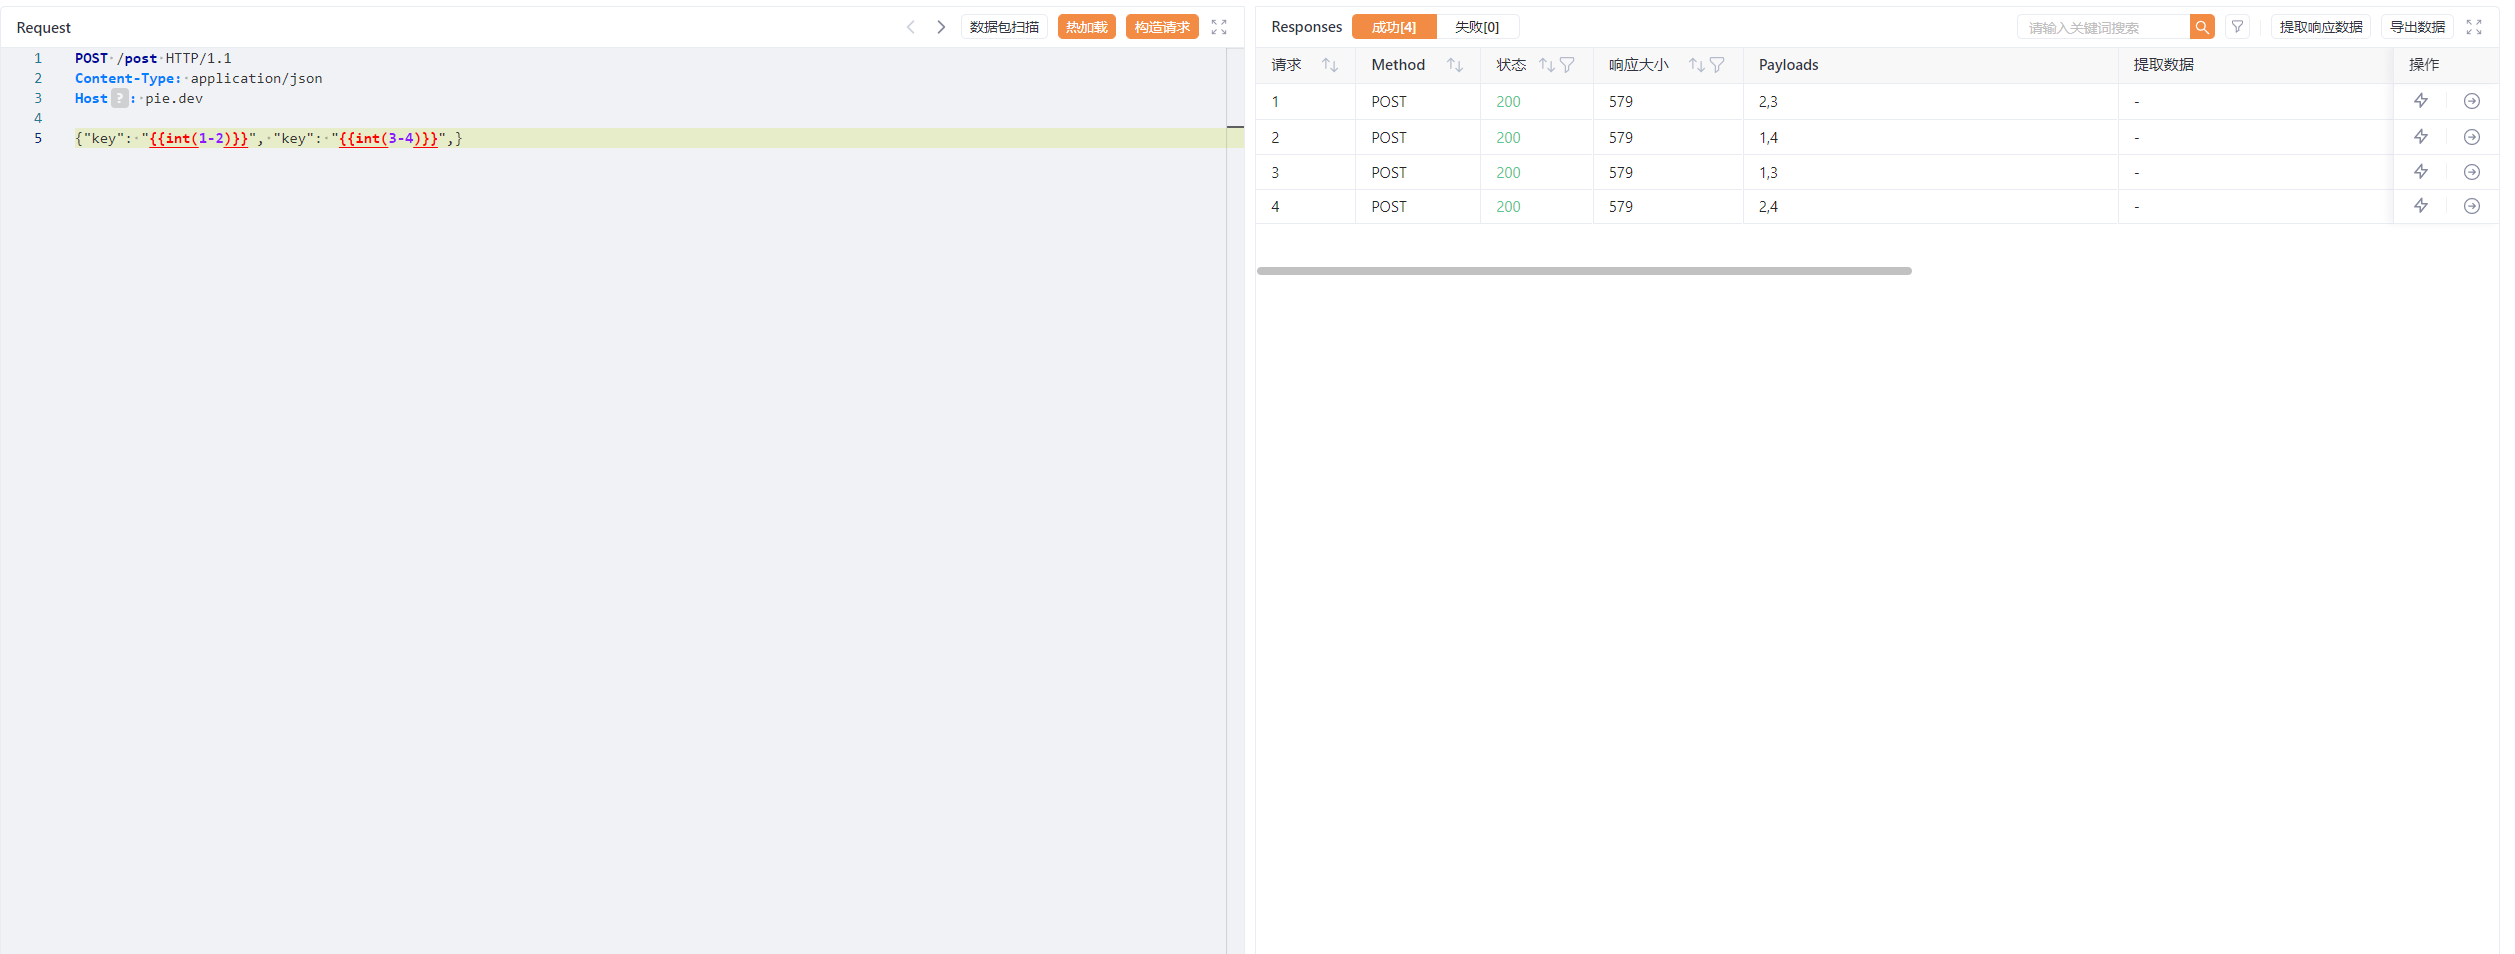 Request
数据包扫描
热加载
构造请求
1 POST /post HTTP/1.1
2 Content-Type: application/json
3 Host ? : pie.dev
4
5 {"key": "{{int(1-2)}}", "key": "{{int(3-4)}}",}
Responses
成功[4]
失败[0]
请输入关键词搜索
提取响应数据
导出数据
请求 Method 状态 响应大小 Payloads 提取数据 操作
1 POST 200 579 2,3 -
2 POST 200 579 1,4 -
3 POST 200 579 1,3 -
4 POST 200 579 2,4 -